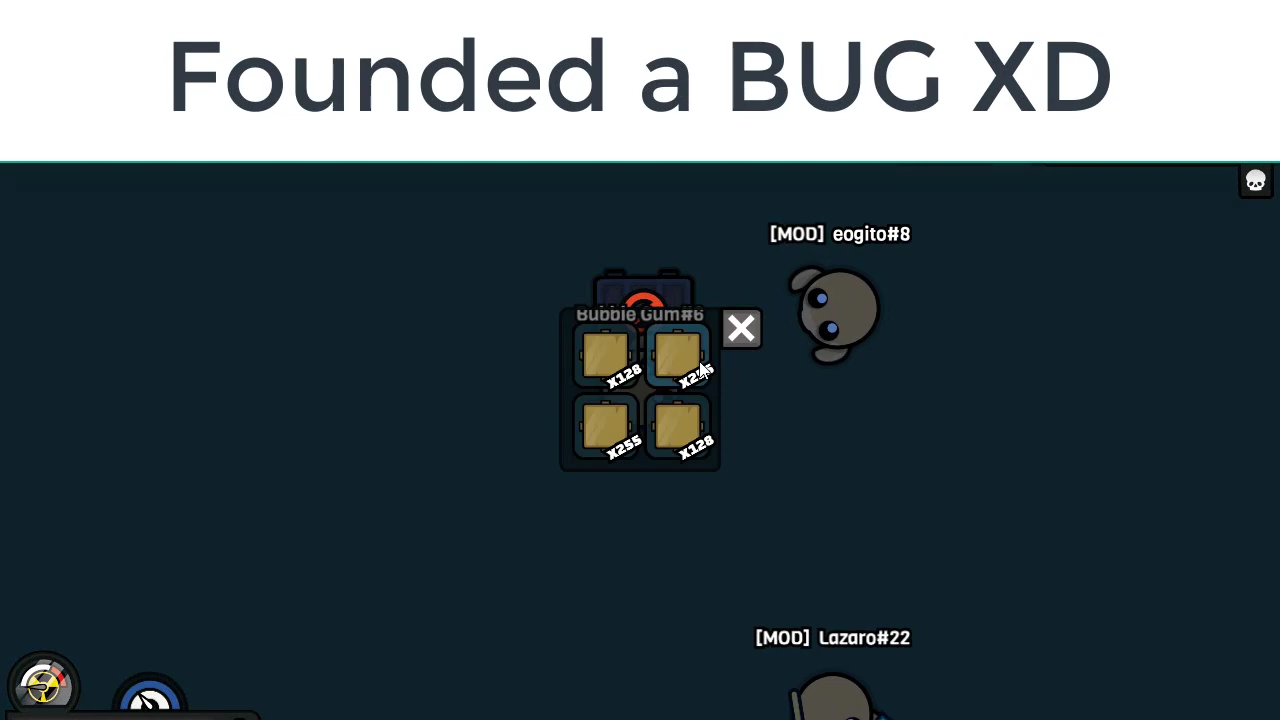 Founded a BUG XD
[MOD] eogito#8
Bubble Gum#6
X128
X255
X128
[MOD] Lazaro#22